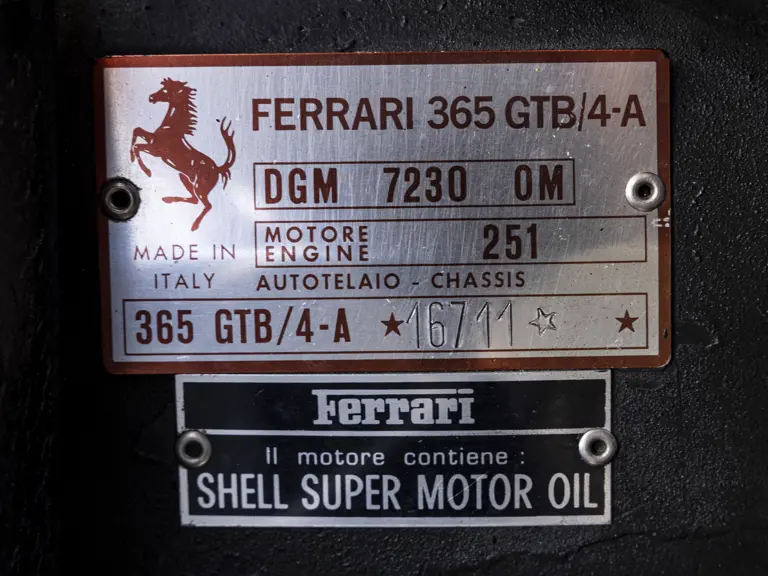 FERRARI 365 GTB/4-A
DGM 7230 OM
MOTORE
ENGINE
251
MADE IN
ITALY
AUTOTELAIO - CHASSIS
365 GTB/4-A ★16711☆ ★
Ferrari
Il motore contiene :
SHELL SUPER MOTOR OIL